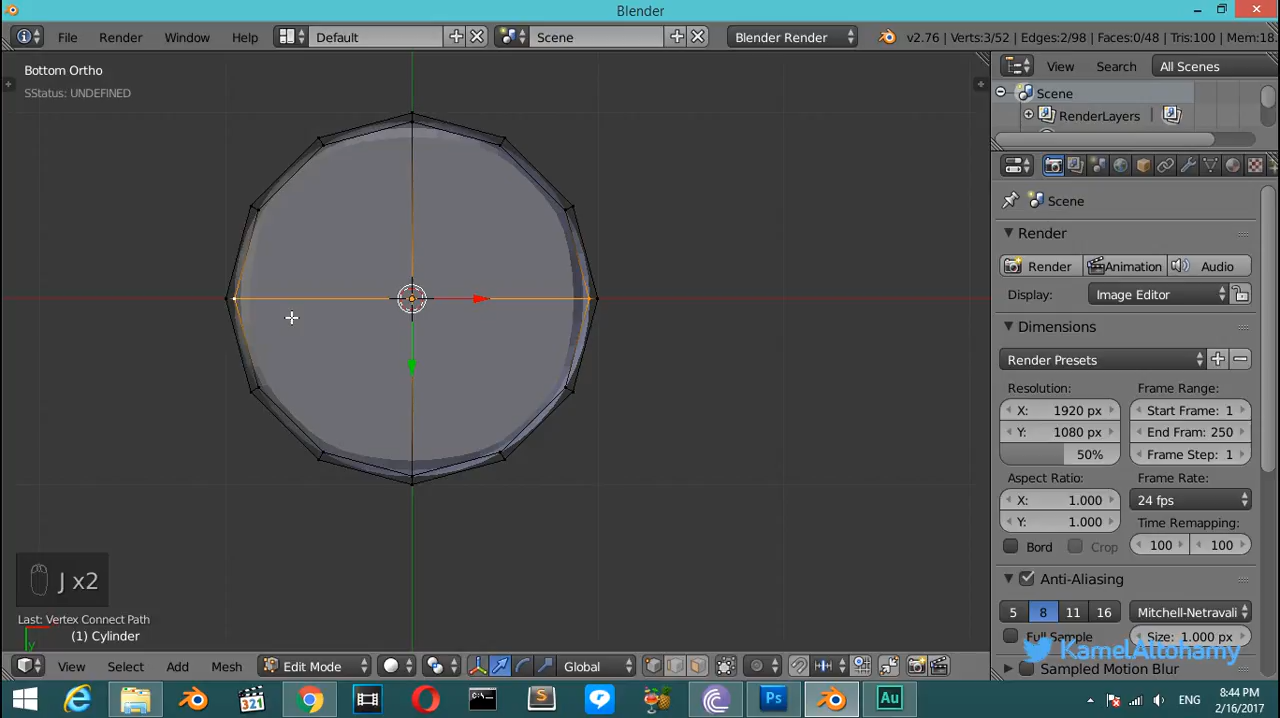 Blender
File Render Window Help Default Scene Blender Render v2.76 | Verts:3/52 | Edges:2/98 | Faces:0/48 | Tris:100 | Mem:18.
Bottom Ortho
SStatus: UNDEFINED
View Search All Scenes
Scene
RenderLayers
Scene
Render
Render Animation Audio
Display: Image Editor
Dimensions
Render Presets
Resolution: Frame Range:
X: 1920 px Start Frame: 1
Y: 1080 px End Fram: 250
50% Frame Step: 1
Aspect Ratio: Frame Rate:
X: 1.000 24 fps
Y: 1.000 Time Remapping:
Bord Crop 100 100
Anti-Aliasing
5 8 11 16 Mitchell-Netravali
Full Sample Size: 1.000 px
Sampled Motion Blur
KamelAltohamy
J x2
Last: Vertex Connect Path
(1) Cylinder
y
View Select Add Mesh Edit Mode Global
321 Ps Au
ENG
8:44 PM
2/16/2017